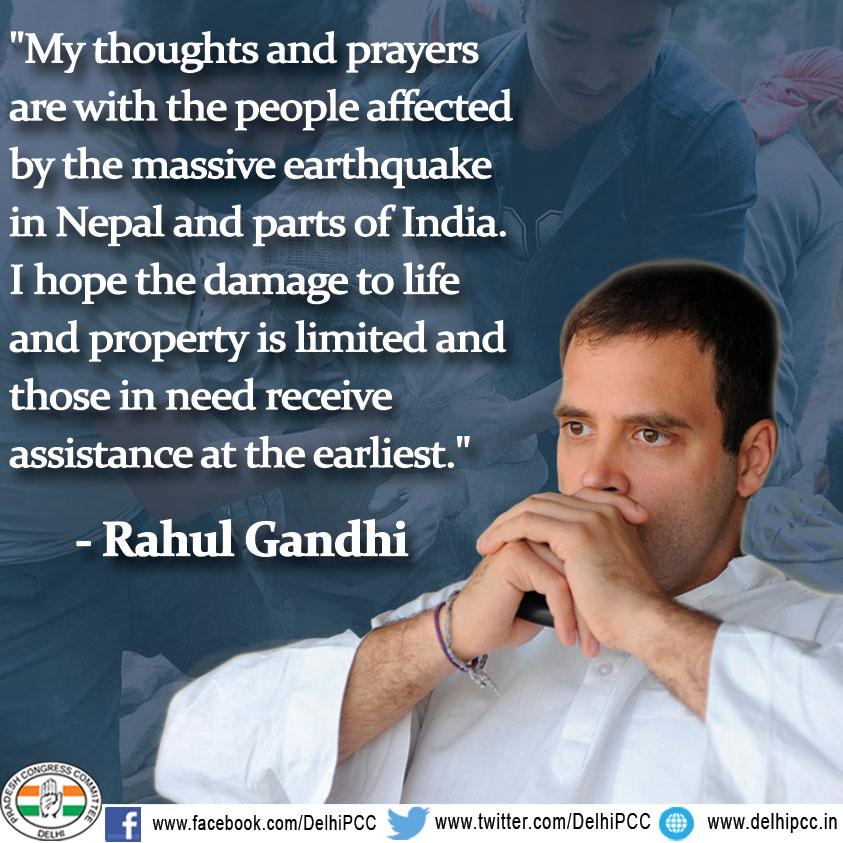 "My thoughts and prayers
are with the people affected
by the massive earthquake
in Nepal and parts of India.
I hope the damage to life
and property is limited and
those in need receive
assistance at the earliest."
- Rahul Gandhi
PRADESH CONGRESS COMMITTEE
DELHI
f www.facebook.com/DelhiPCC www.twitter.com/DelhiPCC www.delhipcc.in